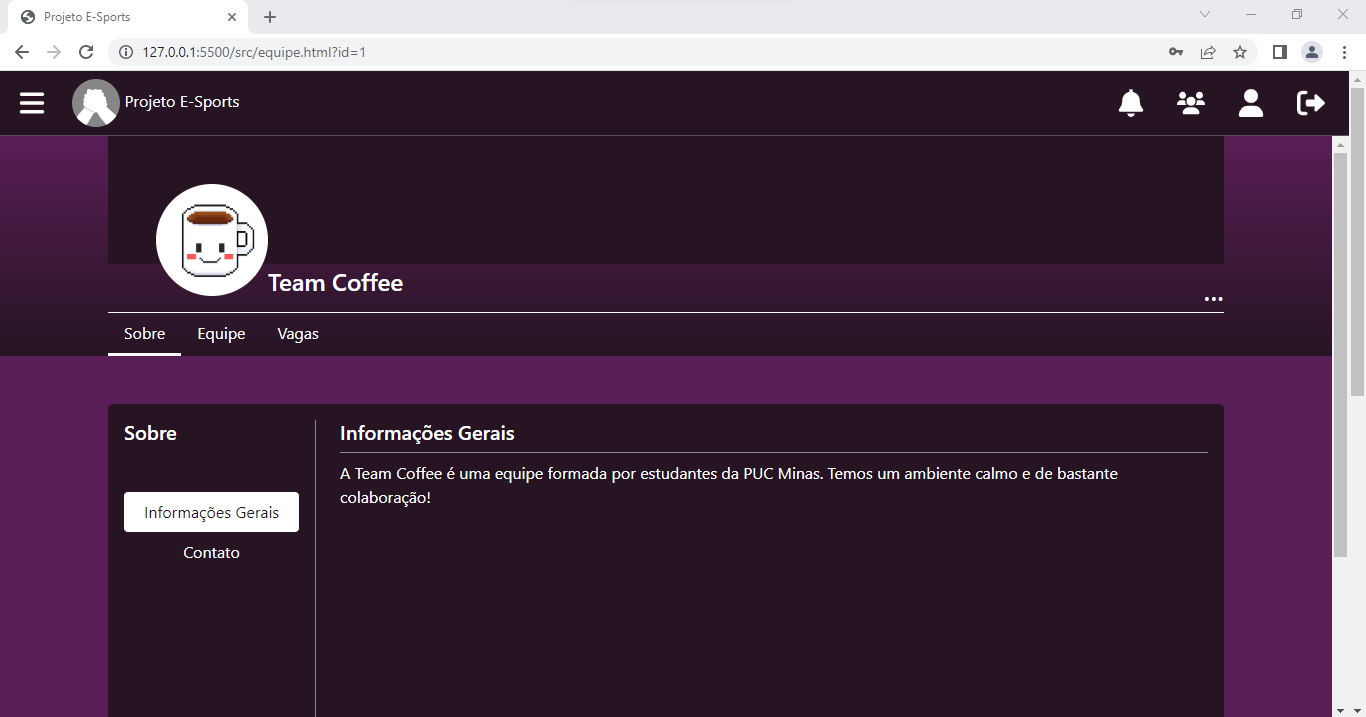 Projeto E-Sports
127.0.0.1:5500/src/equipe.html?id=1
Projeto E-Sports
Team Coffee
Sobre Equipe Vagas
Sobre
Informações Gerais
Contato
Informações Gerais
A Team Coffee é uma equipe formada por estudantes da PUC Minas. Temos um ambiente calmo e de bastante
colaboração!